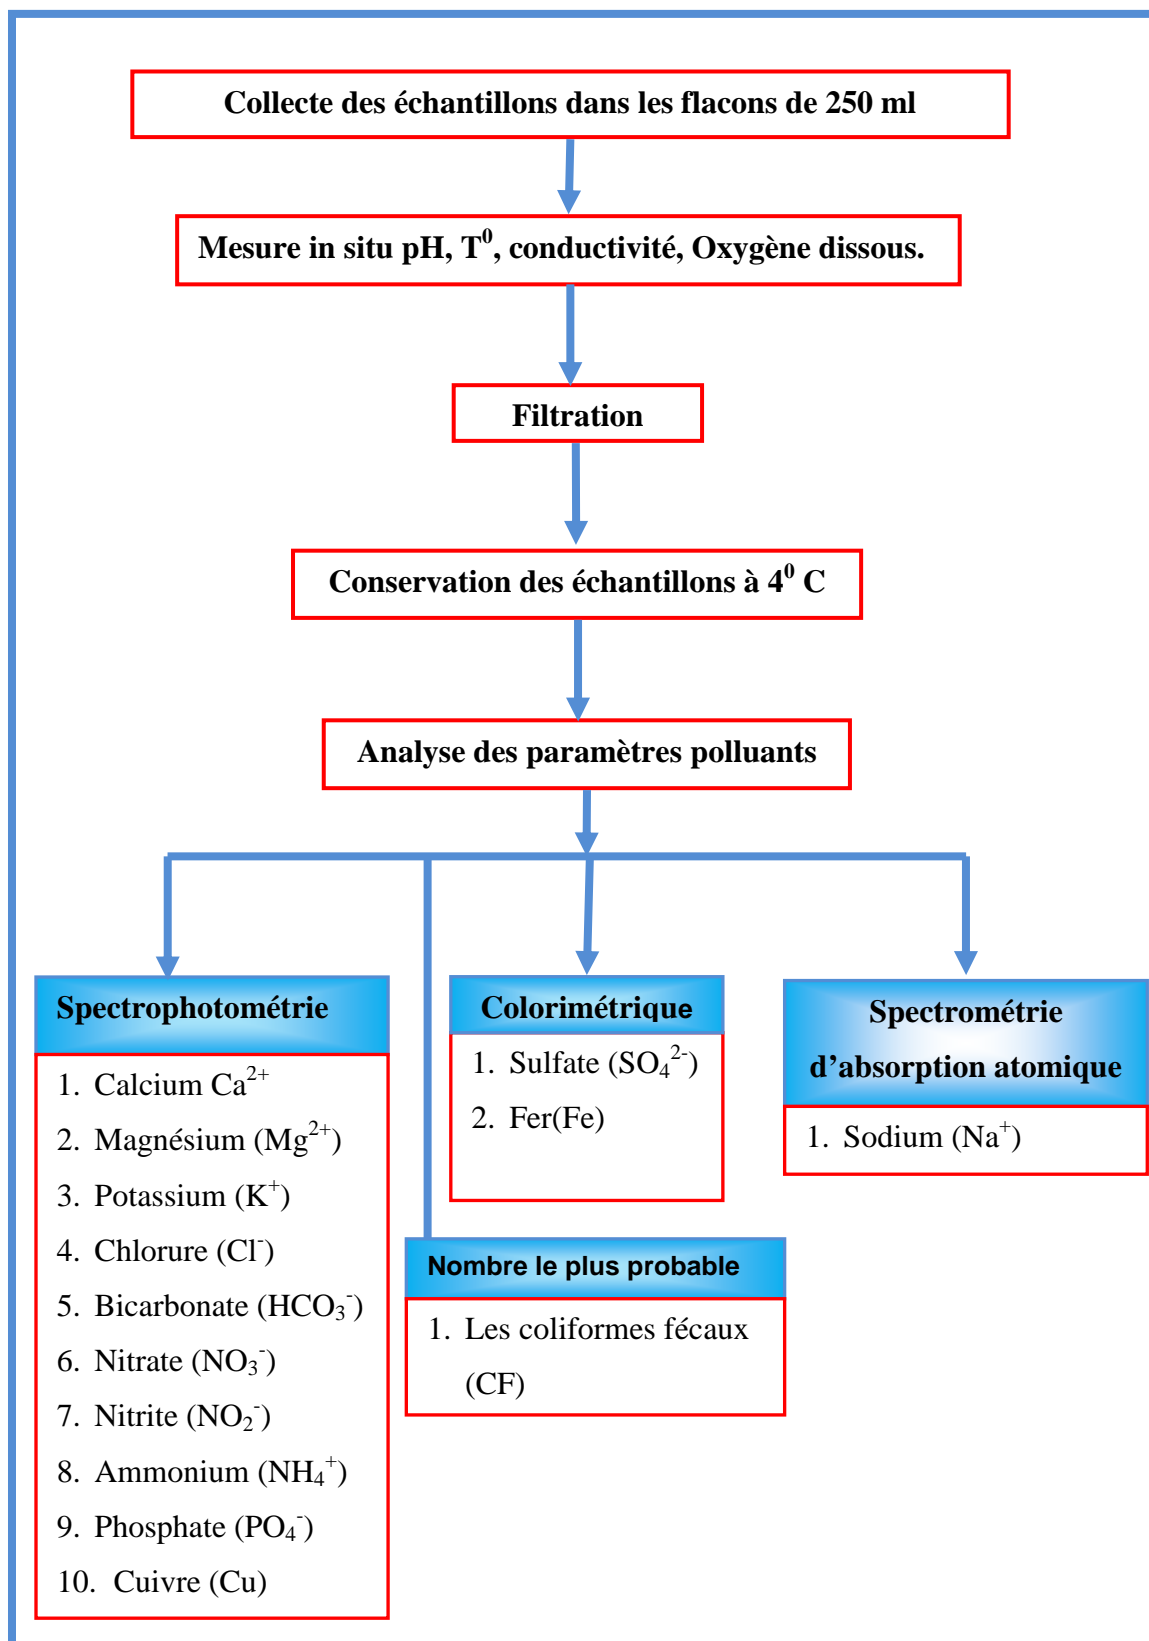 Collecte des échantillons dans les flacons de 250 ml
Mesure in situ pH, T⁰, conductivité, Oxygène dissous.
Filtration
Conservation des échantillons à 4⁰ C
Analyse des paramètres polluants
Spectrophotométrie
1. Calcium Ca²⁺
2. Magnésium (Mg²⁺)
3. Potassium (K⁺)
4. Chlorure (Cl⁻)
5. Bicarbonate (HCO₃⁻)
6. Nitrate (NO₃⁻)
7. Nitrite (NO₂⁻)
8. Ammonium (NH₄⁺)
9. Phosphate (PO₄⁻)
10. Cuivre (Cu)
Colorimétrique
1. Sulfate (SO₄²⁻)
2. Fer(Fe)
Nombre le plus probable
1. Les coliformes fécaux
(CF)
Spectrométrie
d’absorption atomique
1. Sodium (Na⁺)